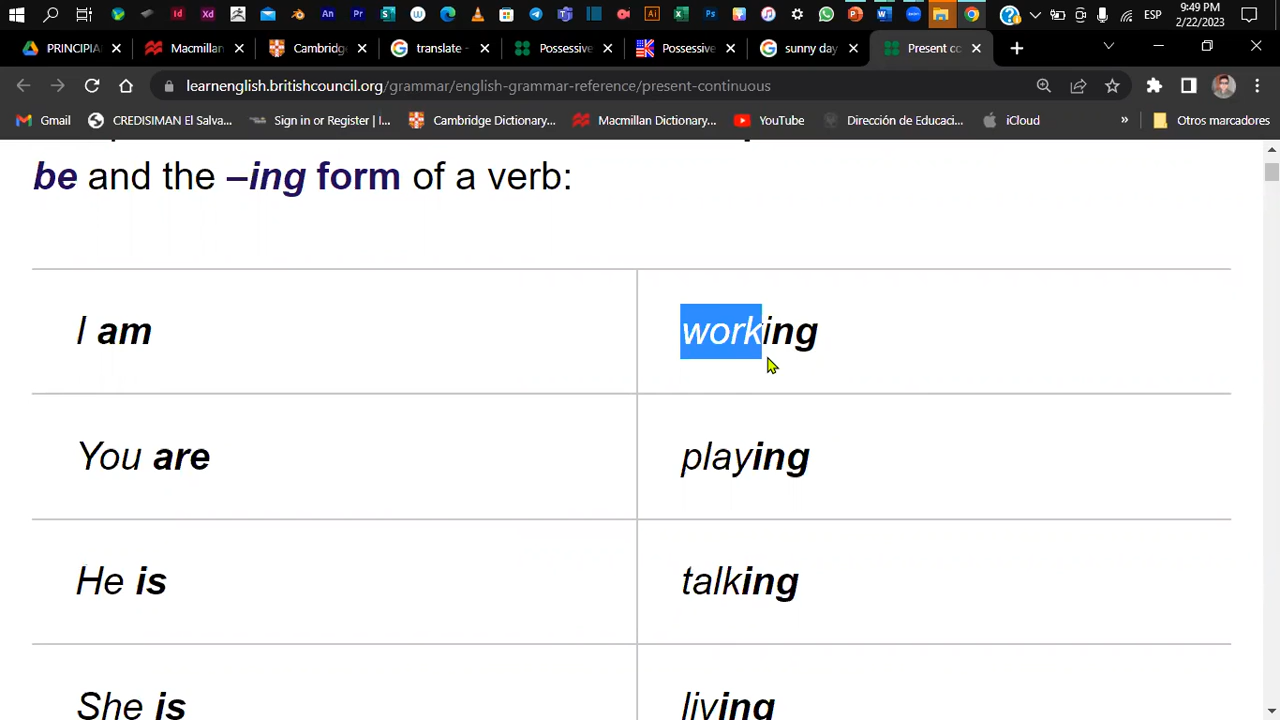 9:49 PM
ESP
2/22/2023
PRINCIPIA
Macmillan
Cambridg
translate -
Possessive
Possessive
sunny day
Present co
learnenglish.britishcouncil.org/grammar/english-grammar-reference/present-continuous
Gmail
CREDISIMAN El Salva...
Sign in or Register | I...
Cambridge Dictionary...
Macmillan Dictionary...
YouTube
Dirección de Educaci...
iCloud
»
Otros marcadores
be and the –ing form of a verb:
I am
working
You are
playing
He is
talking
She is
living